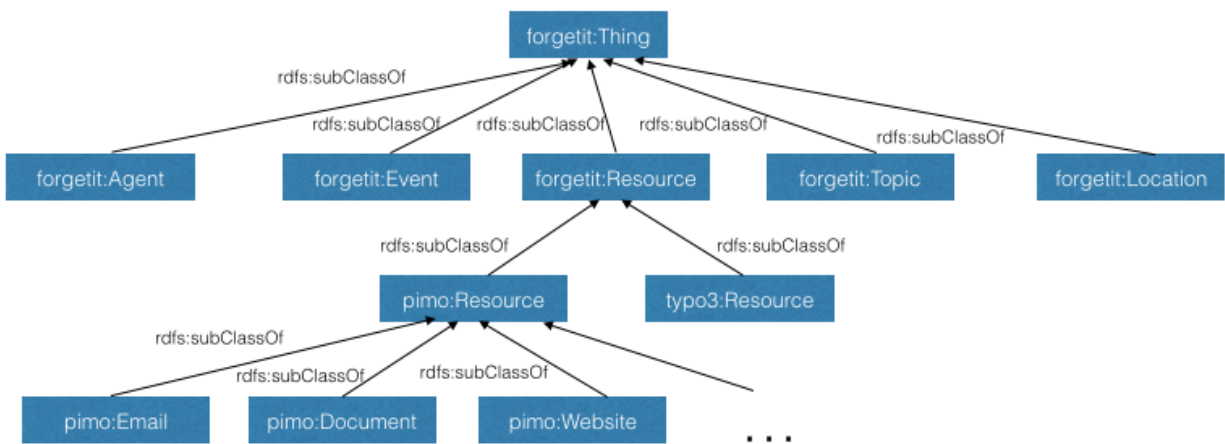 forgetit:Thing
rdfs:subClassOf
rdfs:subClassOf
rdfs:subClassOf
rdfs:subClassOf
rdfs:subClassOf
forgetit:Agent
forgetit:Event
forgetit:Resource
forgetit:Topic
forgetit:Location
rdfs:subClassOf
rdfs:subClassOf
pimo:Resource
typo3:Resource
rdfs:subClassOf
rdfs:subClassOf
rdfs:subClassOf
pimo:Email
pimo:Document
pimo:Website
. . .